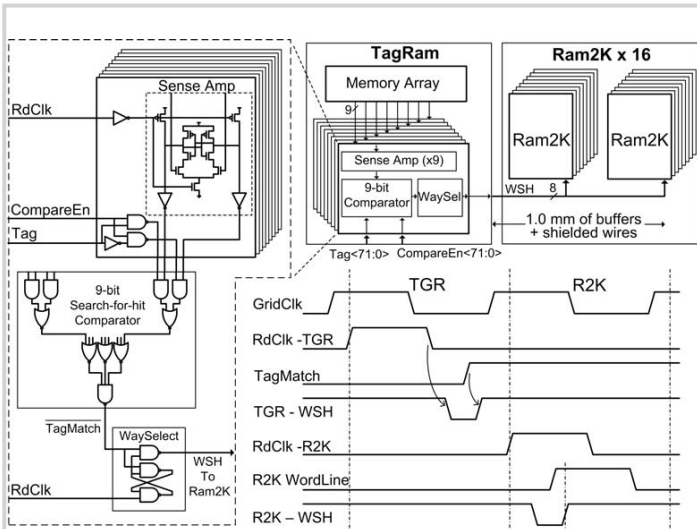 Sense Amp
RdClk
CompareEn
Tag
9-bit
Search-for-hit
Comparator
TagMatch
WaySelect
WSH
To
Ram2K
RdClk
TagRam
Memory Array
9
Sense Amp (x9)
9-bit
Comparator
WaySel
Tag<71:0>
CompareEn<71:0>
Ram2K x 16
Ram2K
Ram2K
WSH
8
1.0 mm of buffers
+ shielded wires
TGR
R2K
GridClk
RdClk -TGR
TagMatch
TGR - WSH
RdClk -R2K
R2K WordLine
R2K – WSH